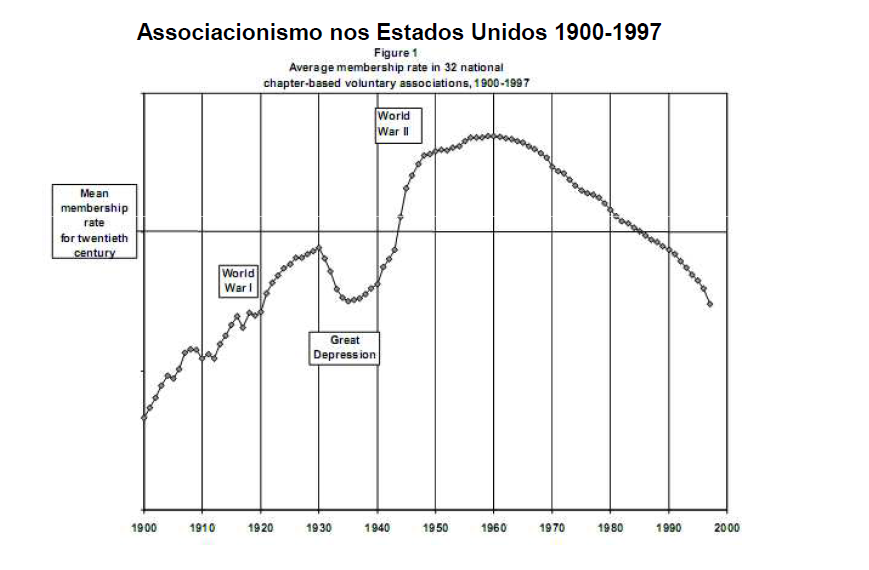 Associacionismo nos Estados Unidos 1900-1997
Figure 1
Average membership rate in 32 national
chapter-based voluntary associations, 1900-1997
World
War II
Mean
membership
rate
for twentieth
century
World
War I
Great
Depression
1900 1910 1920 1930 1940 1950 1960 1970 1980 1990 2000